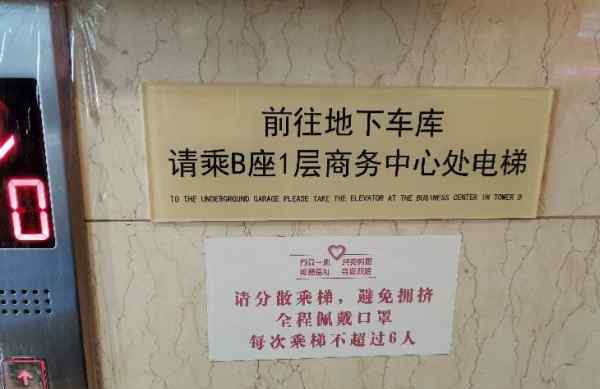 前往地下车库
请乘B座1层商务中心处电梯
TO THE UNDERGROUND GARAGE PLEASE TAKE THE ELEVATOR AT THE BUSINESS CENTER IN TOWER B
请分散乘梯，避免拥挤
全程佩戴口罩
每次乘梯不超过6人
0